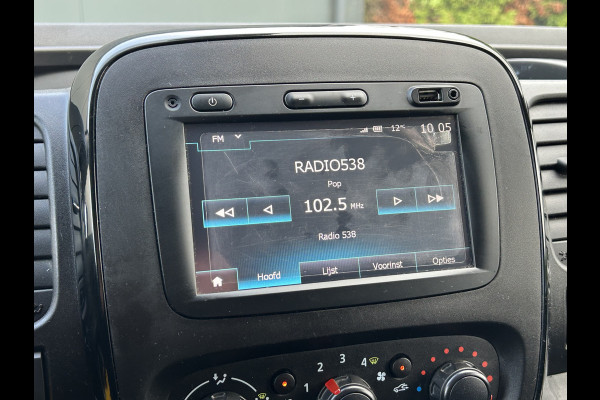 FM
12°C
10 05
RADIO538
Pop
102.5 MHz
Radio 538
Hoofd
Lijst
Voorinst
Opties
1
2
3
4